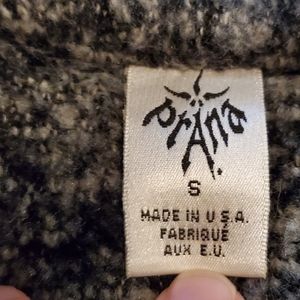 prAna
S
MADE IN U.S.A.
FABRIQUÉ
AUX E.U.